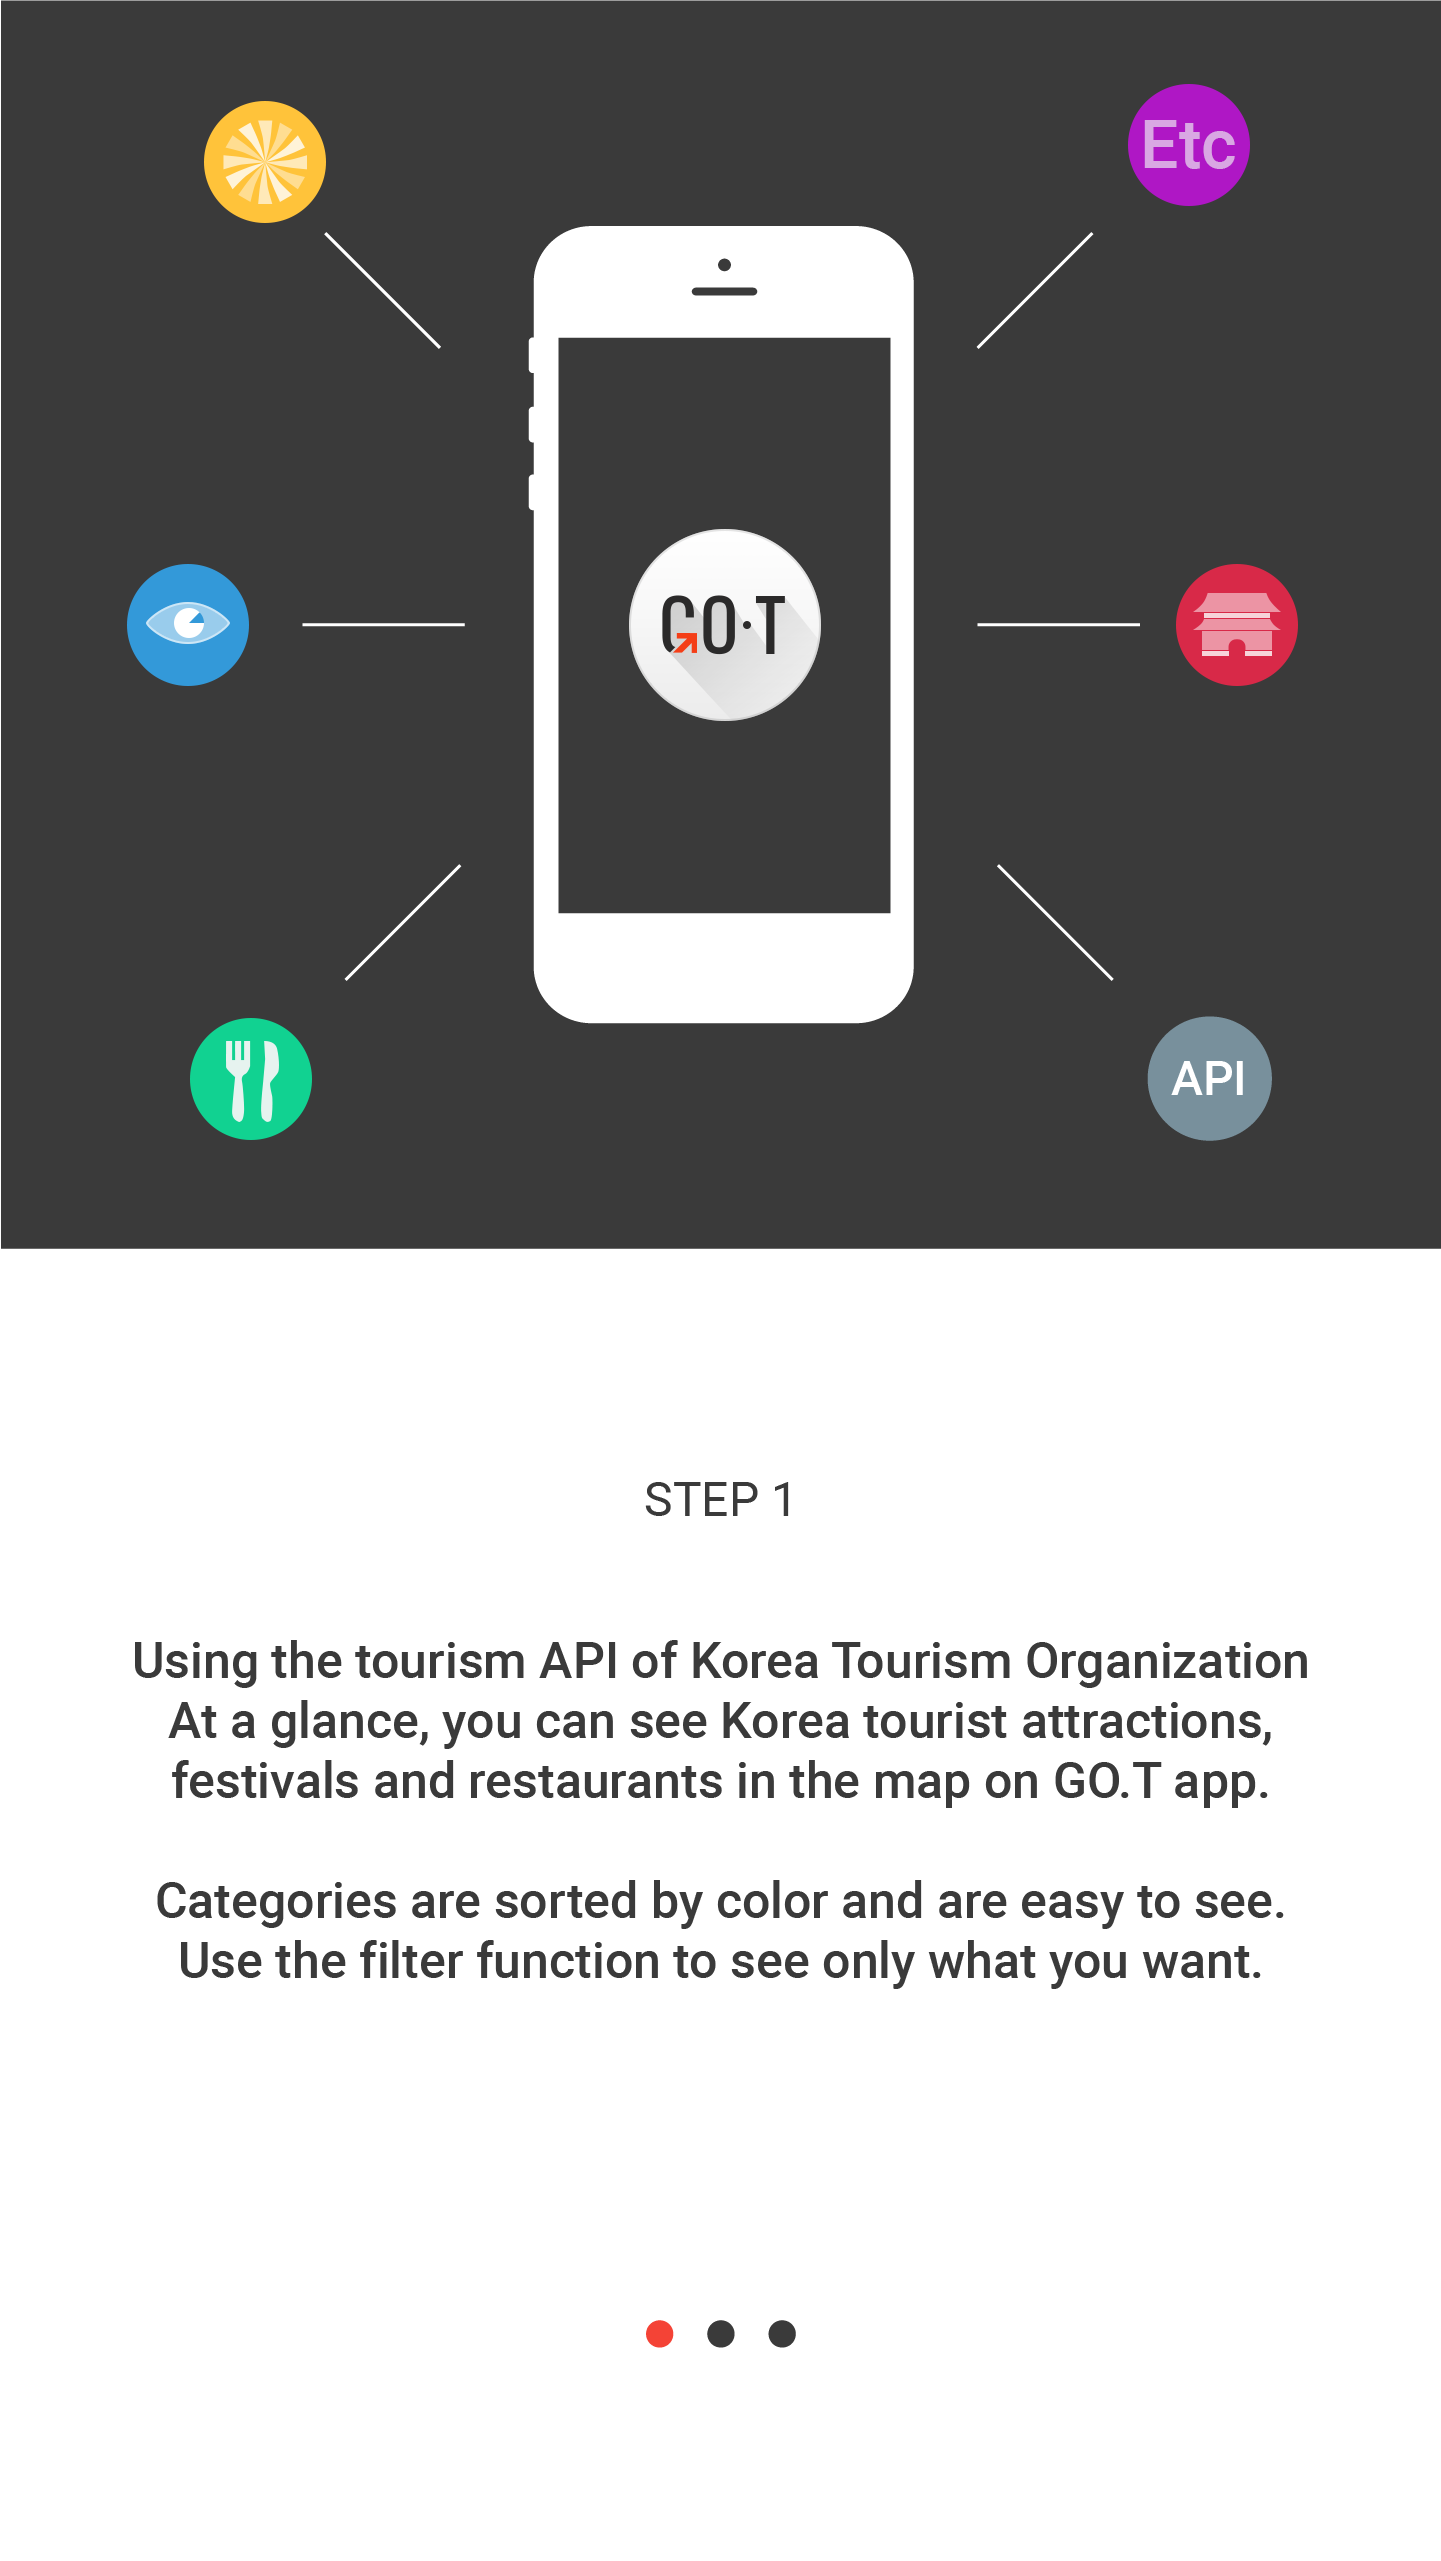 Etc
GO·T
API
STEP 1
Using the tourism API of Korea Tourism Organization
At a glance, you can see Korea tourist attractions,
festivals and restaurants in the map on GO.T app.
Categories are sorted by color and are easy to see.
Use the filter function to see only what you want.